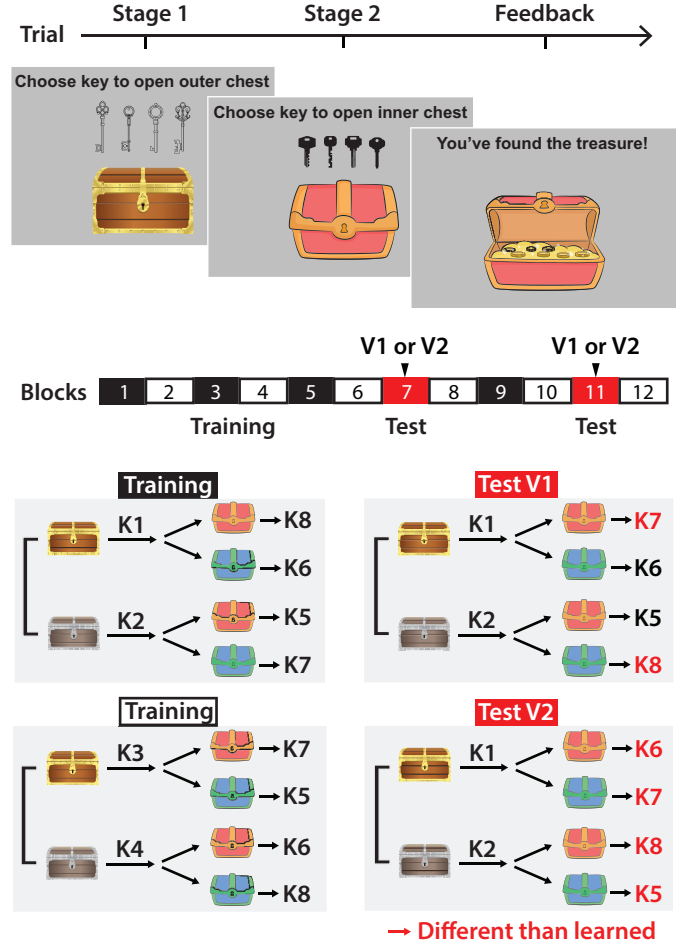 Trial
Stage 1
Stage 2
Feedback
Choose key to open outer chest
Choose key to open inner chest
You've found the treasure!
V1 or V2
V1 or V2
Blocks
1 2 3 4 5 6 7 8 9 10 11 12
Training
Test
Test
Training
K1
K8
K6
K2
K5
K7
Test V1
K1
K7
K6
K2
K5
K8
Training
K3
K7
K5
K4
K6
K8
Test V2
K1
K6
K7
K2
K8
K5
Different than learned